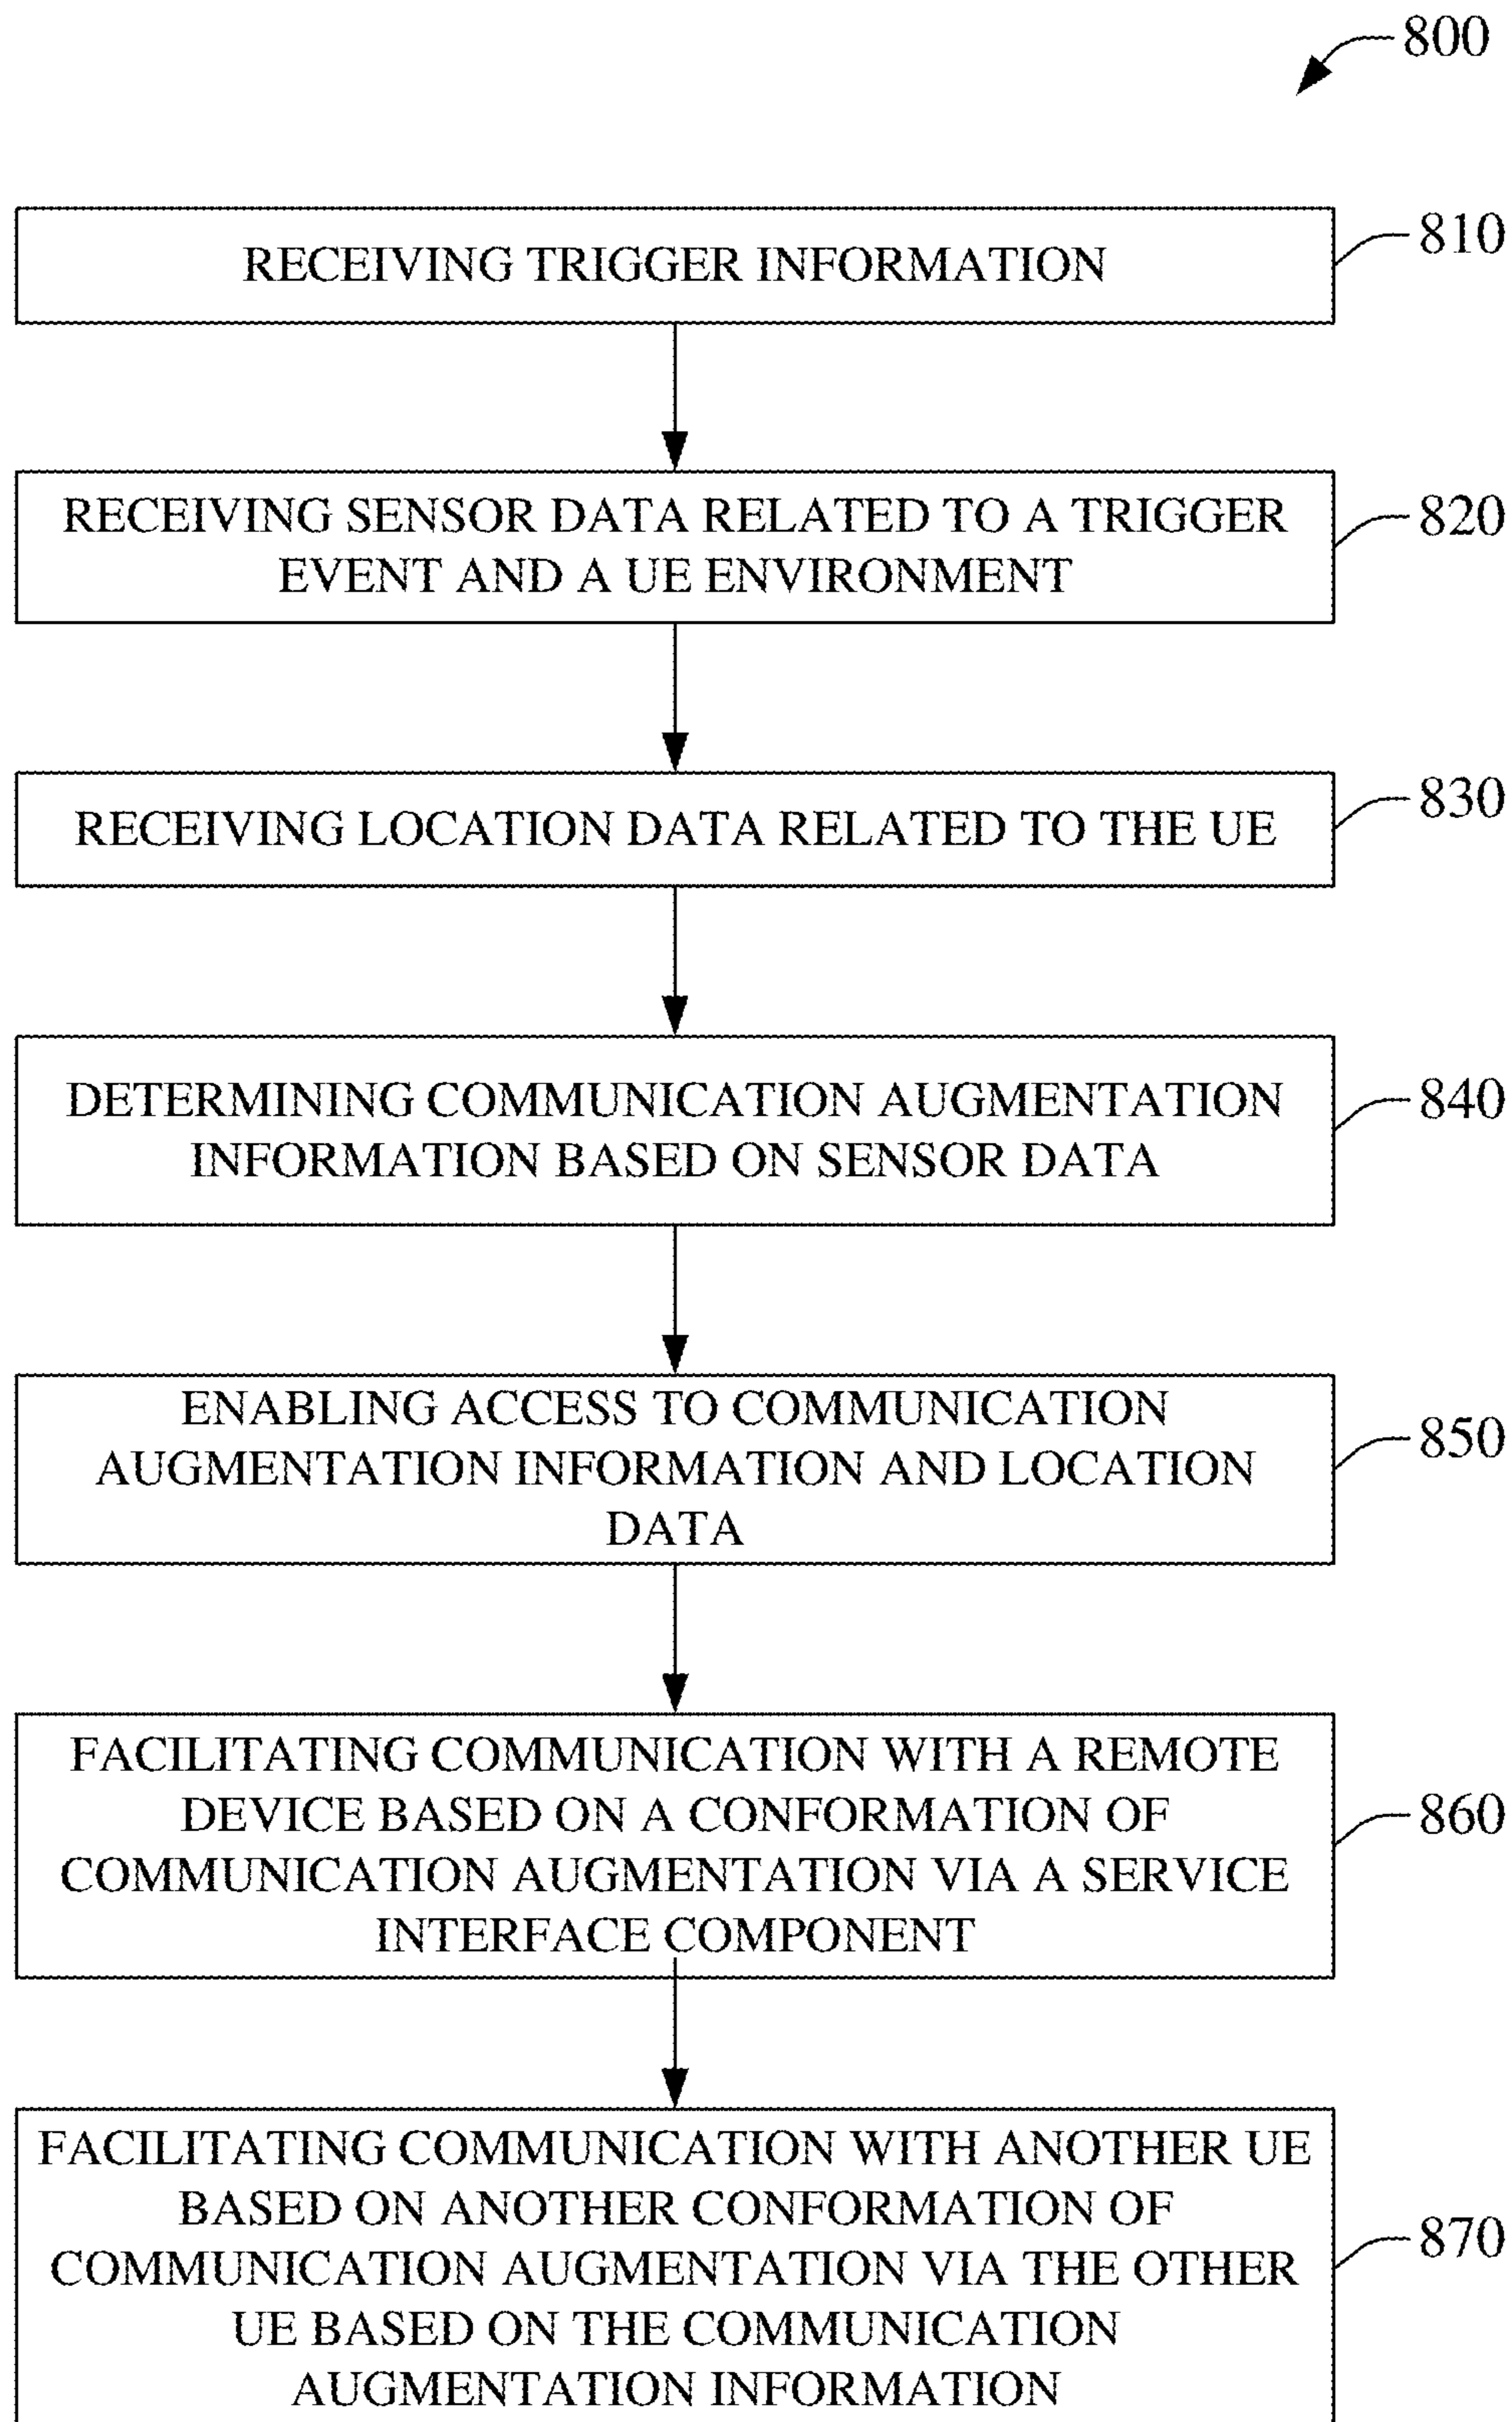 800
RECEIVING TRIGGER INFORMATION
810
RECEIVING SENSOR DATA RELATED TO A TRIGGER
EVENT AND A UE ENVIRONMENT
820
RECEIVING LOCATION DATA RELATED TO THE UE
830
DETERMINING COMMUNICATION AUGMENTATION
INFORMATION BASED ON SENSOR DATA
840
ENABLING ACCESS TO COMMUNICATION
AUGMENTATION INFORMATION AND LOCATION
DATA
850
FACILITATING COMMUNICATION WITH A REMOTE
DEVICE BASED ON A CONFORMATION OF
COMMUNICATION AUGMENTATION VIA A SERVICE
INTERFACE COMPONENT
860
FACILITATING COMMUNICATION WITH ANOTHER UE
BASED ON ANOTHER CONFORMATION OF
COMMUNICATION AUGMENTATION VIA THE OTHER
UE BASED ON THE COMMUNICATION
AUGMENTATION INFORMATION
870